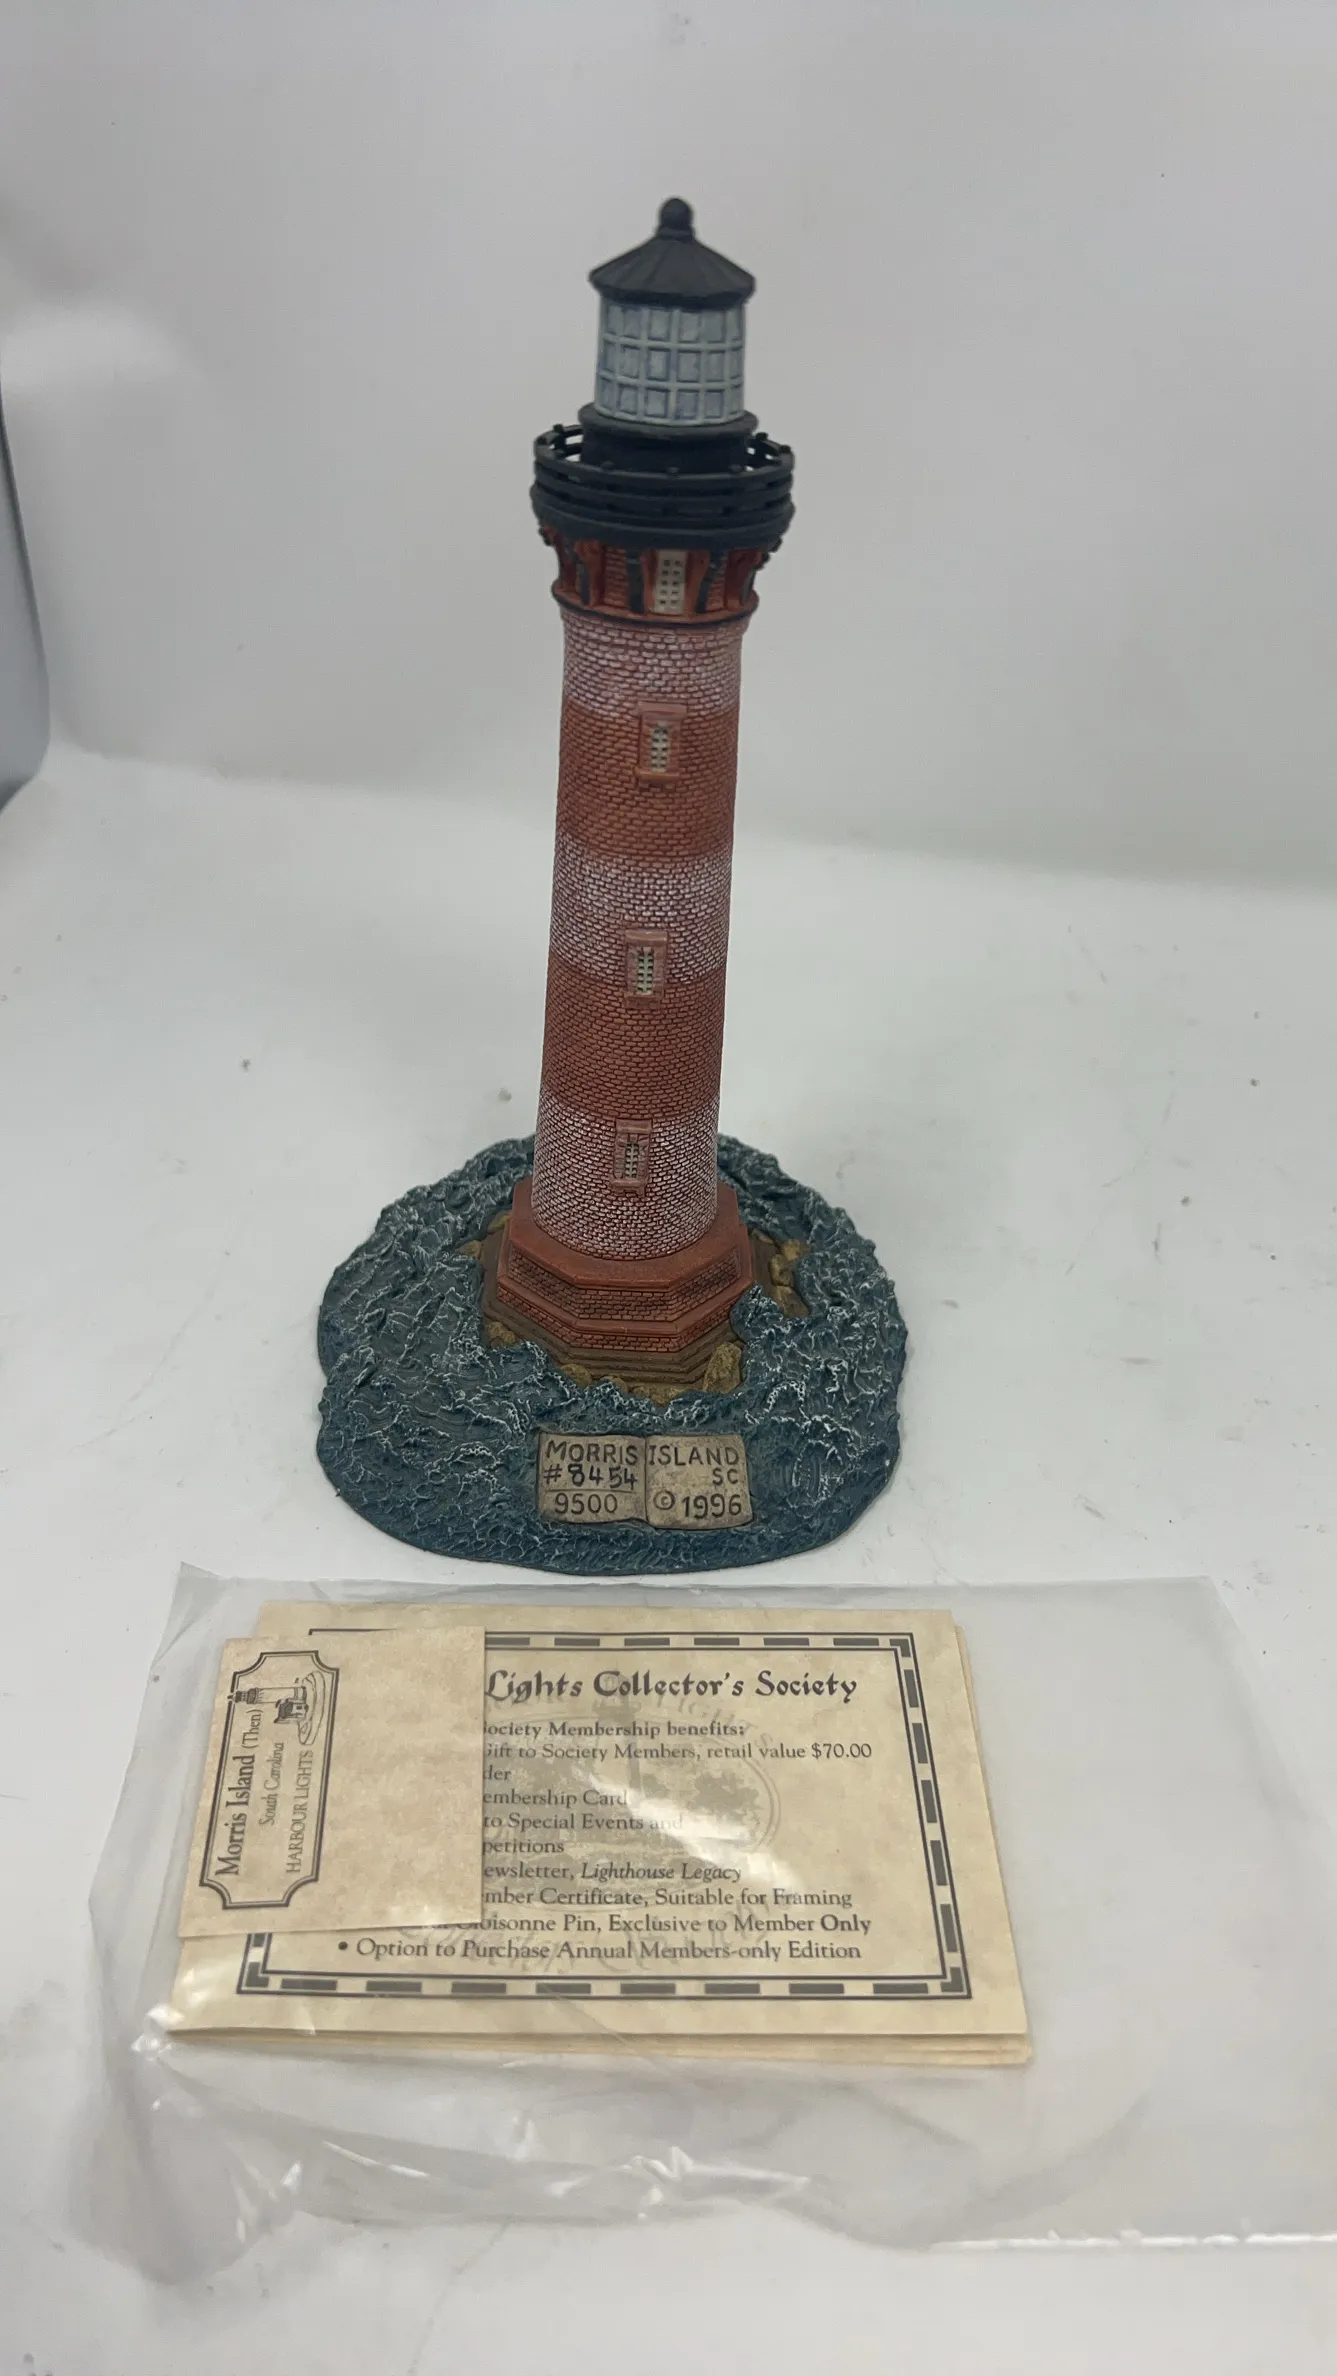 MORRIS ISLAND
#8454 SC
9500 © 1996
Lights Collector's Society
Society Membership benefits:
Gift to Society Members, retail value $70.00
der
embership Card
to Special Events and
petitions
ewsletter, Lighthouse Legacy
mber Certificate, Suitable for Framing
Cloisonne Pin, Exclusive to Member Only
• Option to Purchase Annual Members-only Edition
Morris Island (Then)
South Carolina
HARBOUR LIGHTS